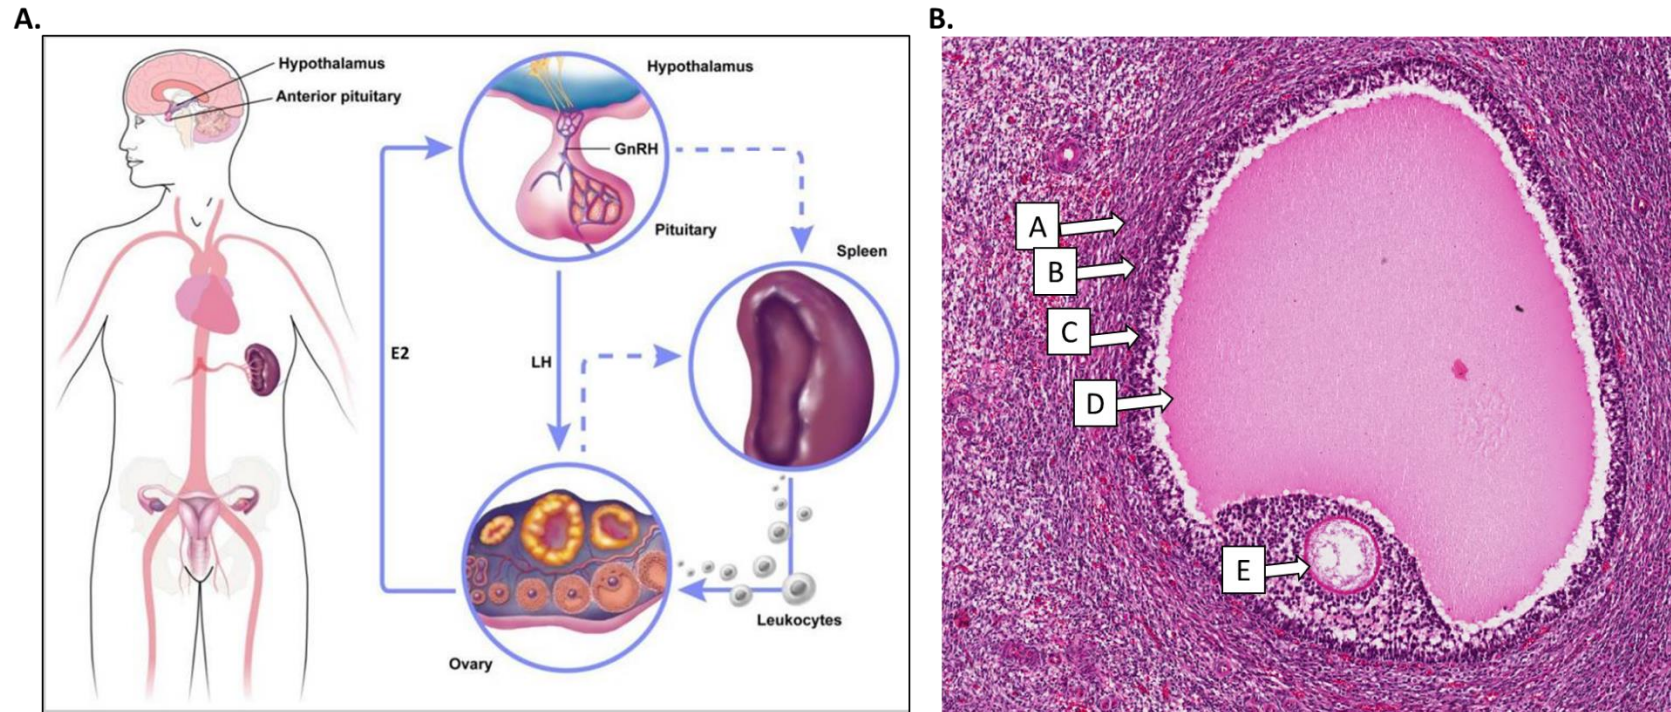 A.
B.
Hypothalamus
Anterior pituitary
Hypothalamus
GnRH
Pituitary
Spleen
E2
LH
Leukocytes
Ovary
A
B
C
D
E